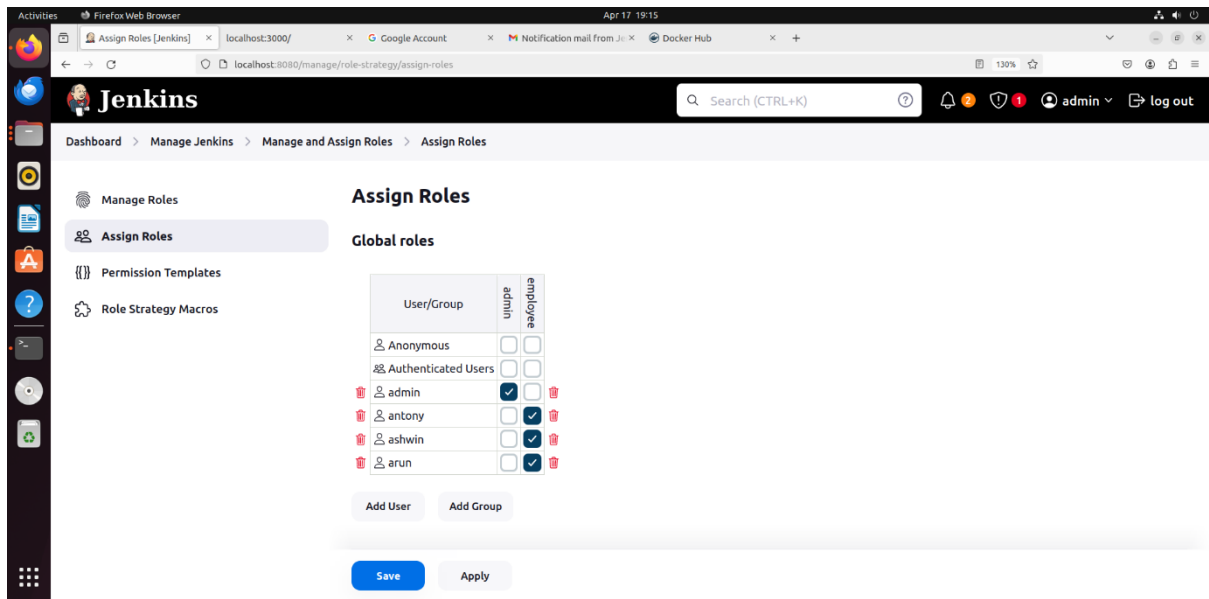 Activities Firefox Web Browser Apr 17 19:15
Assign Roles [Jenkins] × localhost:3000/ × Google Account × Notification mail from Je × Docker Hub × +
localhost:8080/manage/role-strategy/assign-roles 130%
Jenkins Search (CTRL+K) 2 1 admin log out
Dashboard > Manage Jenkins > Manage and Assign Roles > Assign Roles
Manage Roles
Assign Roles
Permission Templates
Role Strategy Macros
Assign Roles
Global roles
User/Group admin employee
Anonymous
Authenticated Users
admin
antony
ashwin
arun
Add User Add Group
Save Apply